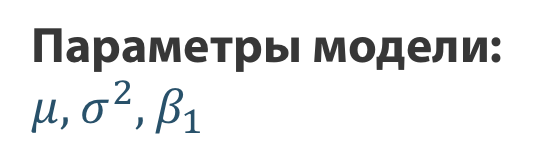 Параметры модели:
μ, σ², β₁